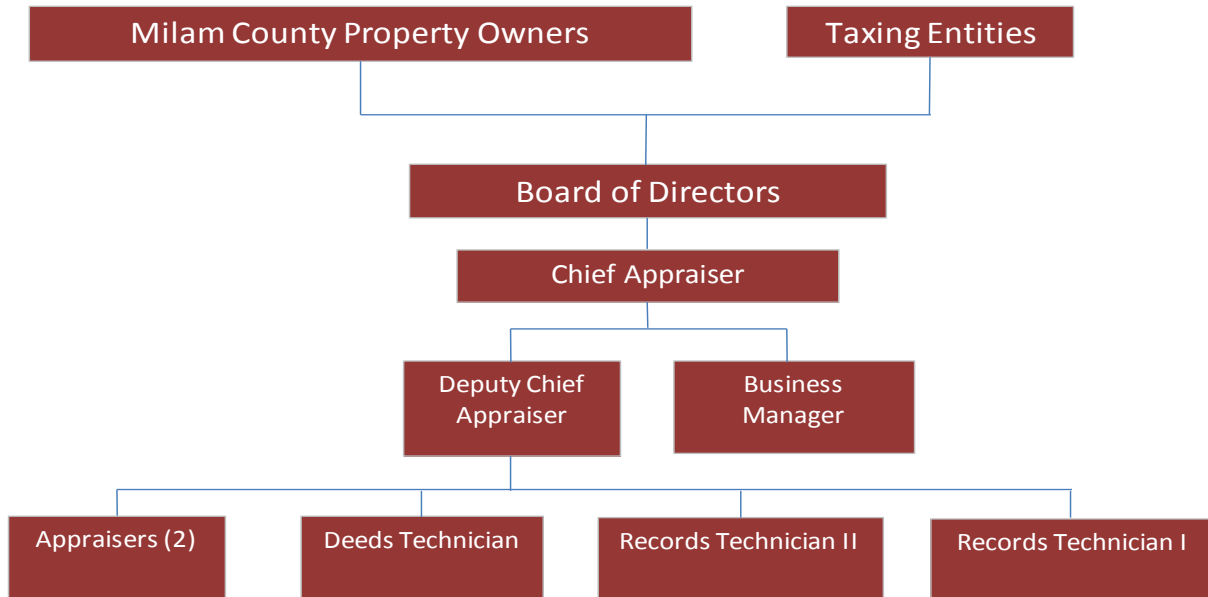 Milam County Property Owners
Taxing Entities
Board of Directors
Chief Appraiser
Deputy Chief
Appraiser
Business
Manager
Appraisers (2)
Deeds Technician
Records Technician II
Records Technician I